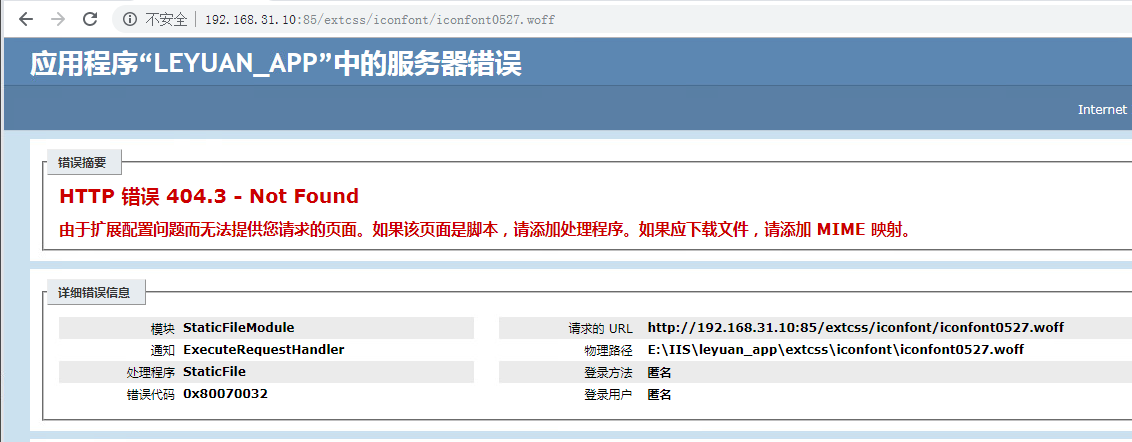 不安全 | 192.168.31.10:85/extcss/iconfont/iconfont0527.woff
应用程序“LEYUAN_APP”中的服务器错误
Internet
错误摘要
HTTP 错误 404.3 - Not Found
由于扩展配置问题而无法提供您请求的页面。如果该页面是脚本，请添加处理程序。如果应下载文件，请添加 MIME 映射。
详细错误信息
模块 StaticFileModule
通知 ExecuteRequestHandler
处理程序 StaticFile
错误代码 0x80070032
请求的 URL http://192.168.31.10:85/extcss/iconfont/iconfont0527.woff
物理路径 E:\IIS\leyuan_app\extcss\iconfont\iconfont0527.woff
登录方法 匿名
登录用户 匿名